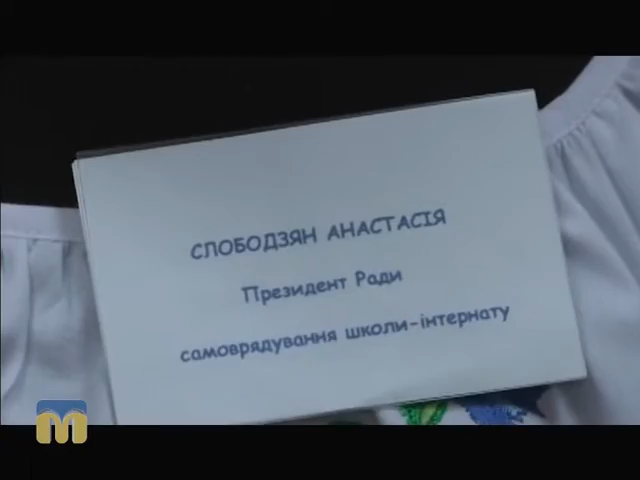 СЛОБОДЗЯН АНАСТАСІЯ
Президент Ради
самоврядування школи-інтернату
M